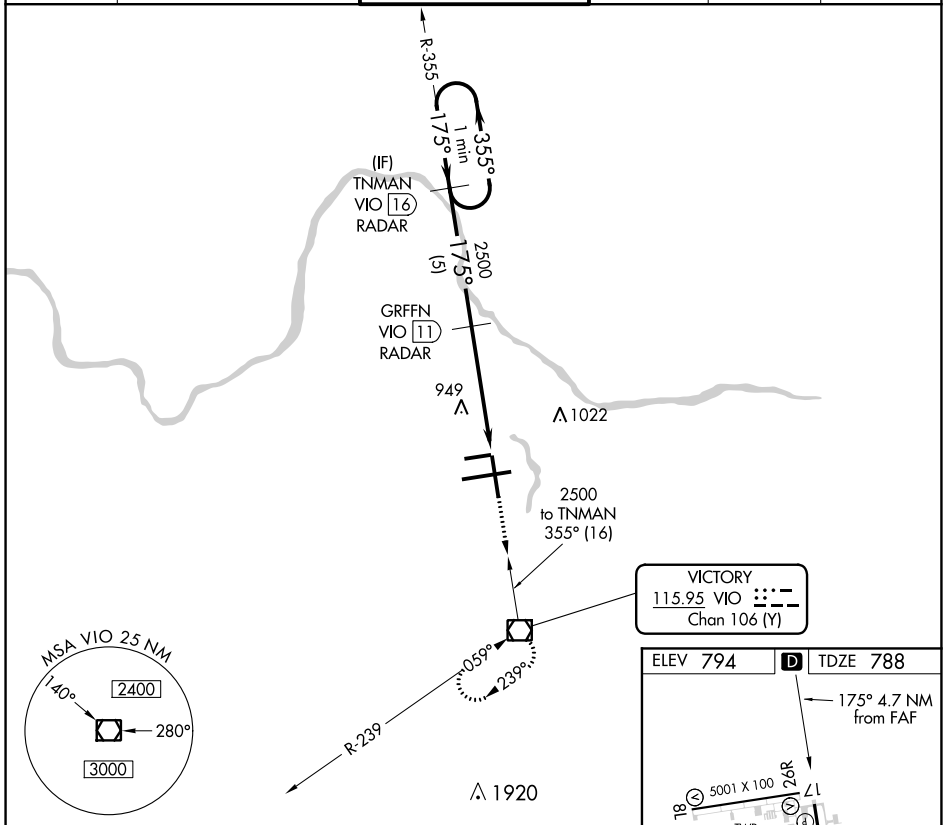 R-355
1 min
175°
355°
(IF)
TNMAN
VIO 16
RADAR
2500
175°
(5)
GRFFN
VIO 11
RADAR
949
1022
2500
to TNMAN
355° (16)
VICTORY
115.95 VIO
Chan 106 (Y)
059°
239°
R-239
1920
MSA VIO 25 NM
140°
2400
280°
3000
ELEV 794
D
TDZE 788
175° 4.7 NM
from FAF
8L
5001 X 100
26R
17
V
V
P
TWR